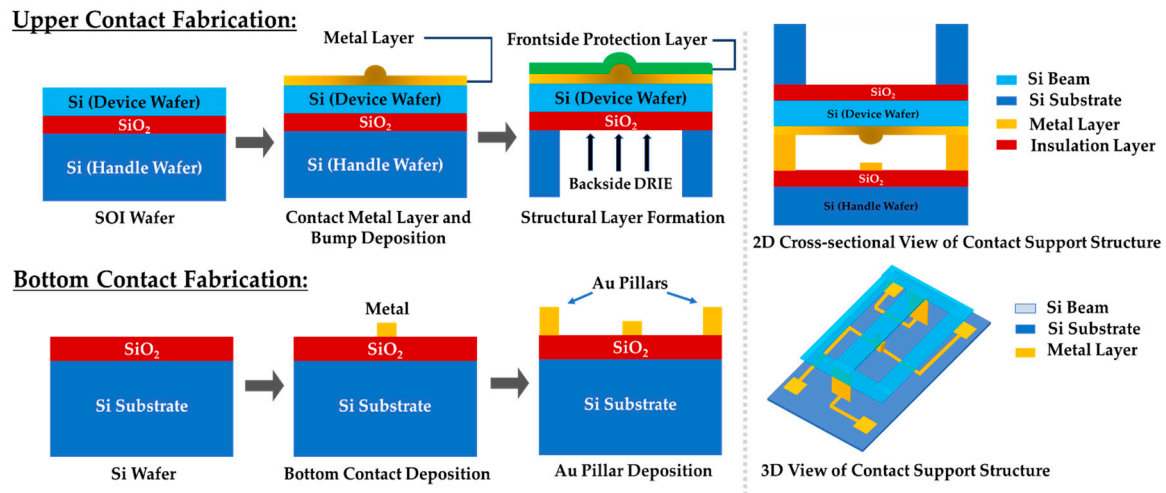 Upper Contact Fabrication:
Metal Layer
Si (Device Wafer)
SiO₂
Si (Handle Wafer)
SOI Wafer
Si (Device Wafer)
SiO₂
Si (Handle Wafer)
Contact Metal Layer and
Bump Deposition
Frontside Protection Layer
Si (Device Wafer)
SiO₂
Backside DRIE
Structural Layer Formation
SiO₂
Si (Device Wafer)
SiO₂
Si (Handle Wafer)
Si Beam
Si Substrate
Metal Layer
Insulation Layer
2D Cross-sectional View of Contact Support Structure
Bottom Contact Fabrication:
SiO₂
Si Substrate
Si Wafer
Metal
SiO₂
Si Substrate
Bottom Contact Deposition
Au Pillars
SiO₂
Si Substrate
Au Pillar Deposition
Si Beam
Si Substrate
Metal Layer
3D View of Contact Support Structure